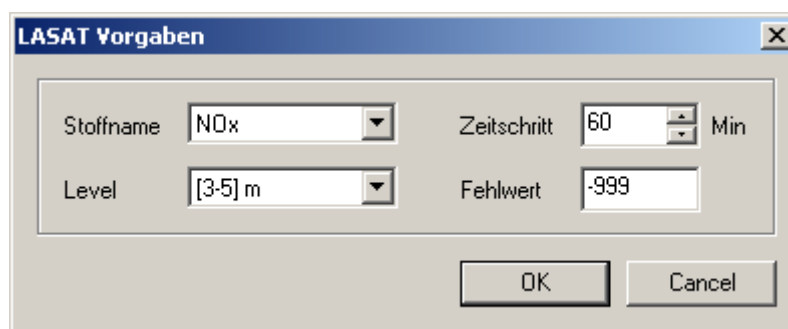 LASAT Vorgaben
Stoffname NOx Zeitschritt 60 Min
Level [3-5] m Fehlwert -999
OK Cancel